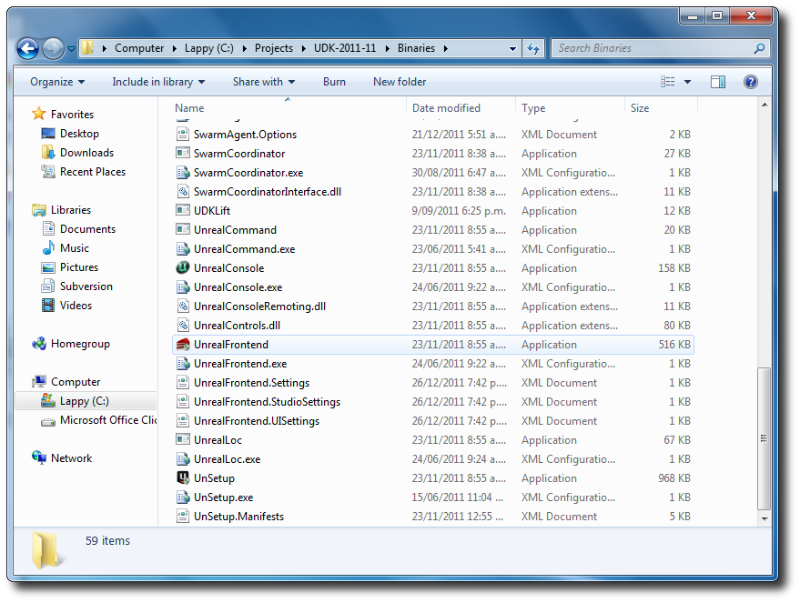 Computer Lappy (C:) Projects UDK-2011-11 Binaries Search Binaries
Organize Include in library Share with Burn New folder
Favorites
Desktop
Downloads
Recent Places
Libraries
Documents
Music
Pictures
Subversion
Videos
Homegroup
Computer
Lappy (C:)
Microsoft Office Clic
Network
Name Date modified Type Size
SwarmAgent.Options 21/12/2011 5:51 a.... XML Document 2 KB
SwarmCoordinator 23/11/2011 8:38 a.... Application 27 KB
SwarmCoordinator.exe 30/08/2011 6:47 a.... XML Configuratio... 1 KB
SwarmCoordinatorInterface.dll 23/11/2011 8:38 a.... Application extens... 11 KB
UDKLift 9/09/2011 6:25 p.m. Application 12 KB
UnrealCommand 23/11/2011 8:55 a.... Application 20 KB
UnrealCommand.exe 23/06/2011 5:41 a.... XML Configuratio... 1 KB
UnrealConsole 23/11/2011 8:55 a.... Application 158 KB
UnrealConsole.exe 24/06/2011 9:22 a.... XML Configuratio... 1 KB
UnrealConsoleRemoting.dll 23/11/2011 8:55 a.... Application extens... 11 KB
UnrealControls.dll 23/11/2011 8:55 a.... Application extens... 80 KB
UnrealFrontend 23/11/2011 8:55 a.... Application 516 KB
UnrealFrontend.exe 24/06/2011 9:22 a.... XML Configuratio... 1 KB
UnrealFrontend.Settings 26/12/2011 7:42 p.... XML Document 1 KB
UnrealFrontend.StudioSettings 26/12/2011 7:42 p.... XML Document 1 KB
UnrealFrontend.UISettings 26/12/2011 7:42 p.... XML Document 1 KB
UnrealLoc 23/11/2011 8:55 a.... Application 67 KB
UnrealLoc.exe 24/06/2011 9:24 a.... XML Configuratio... 1 KB
UnSetup 23/11/2011 8:55 a.... Application 968 KB
UnSetup.exe 15/06/2011 11:04 ... XML Configuratio... 1 KB
UnSetup.Manifests 23/11/2011 12:55 ... XML Document 5 KB
59 items